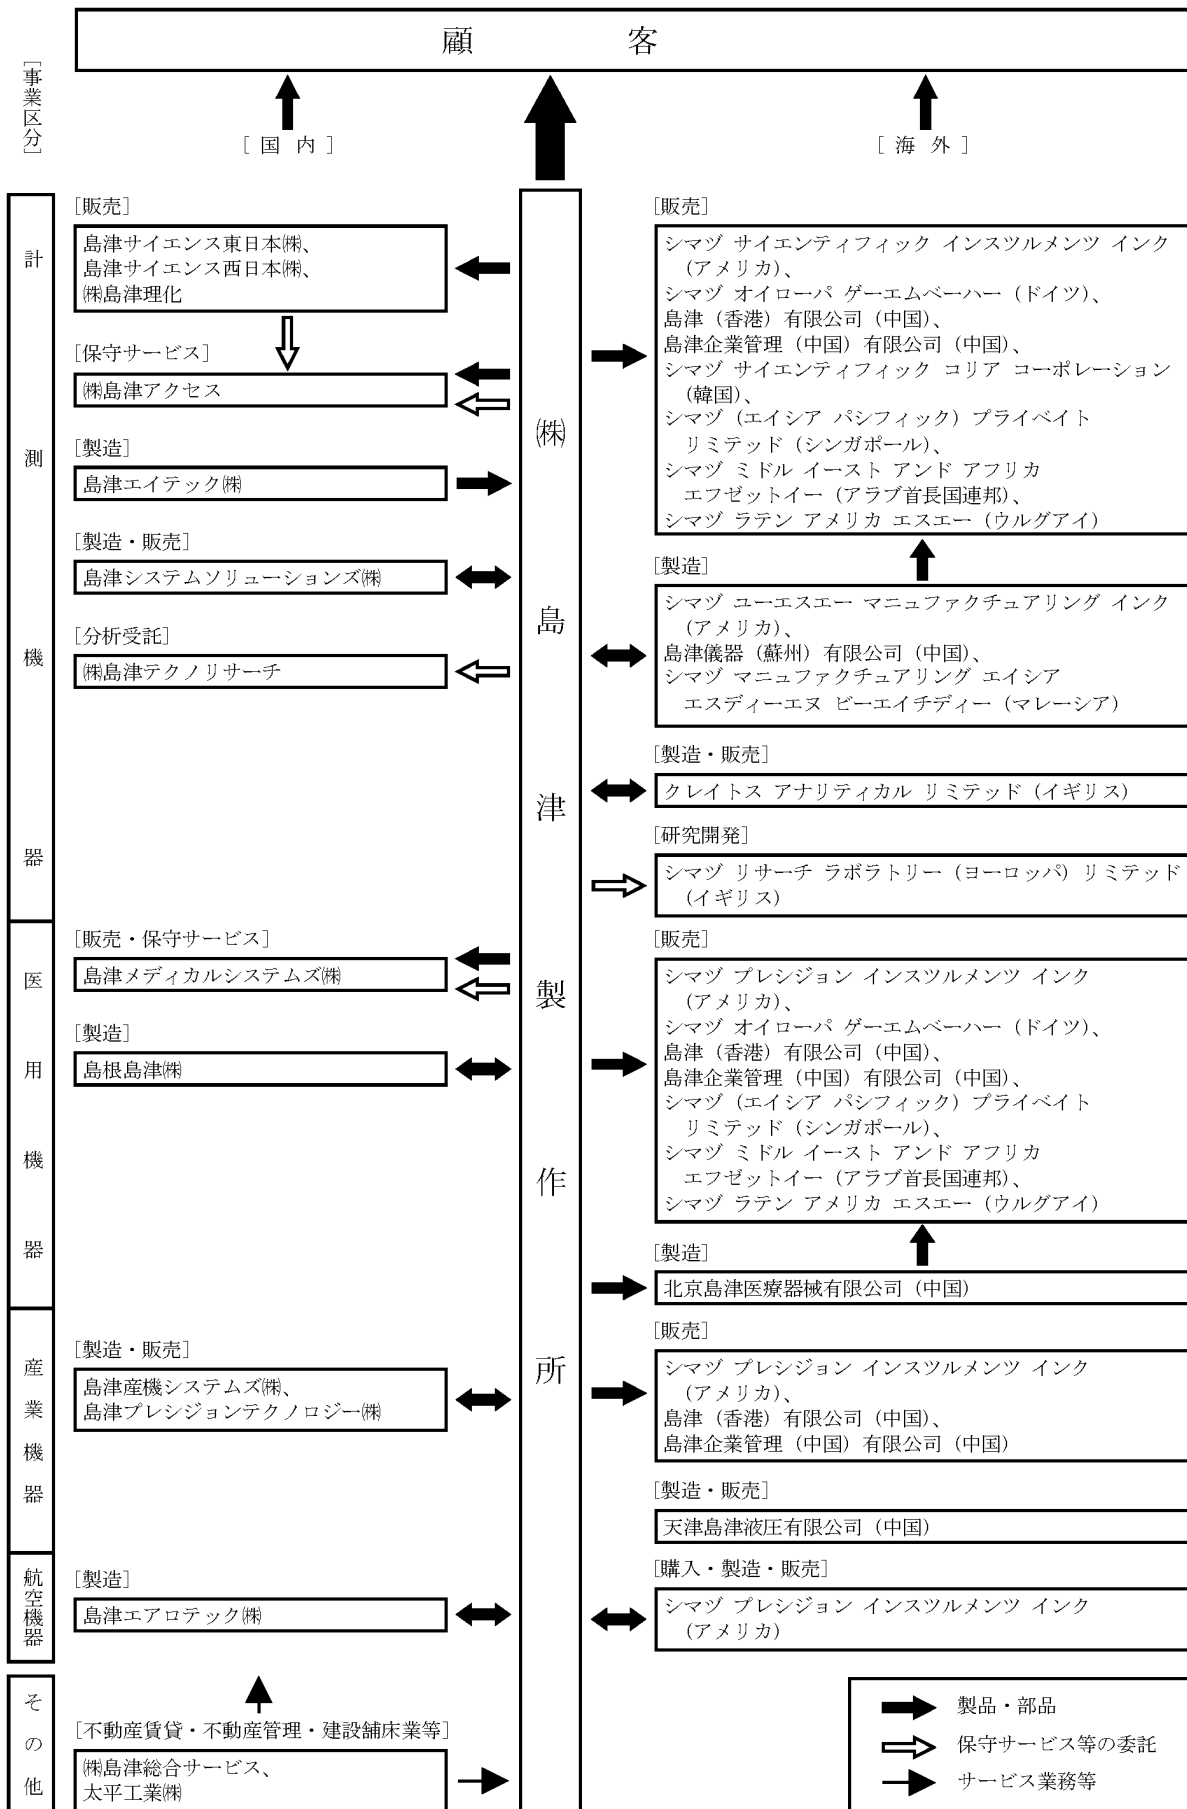 顧客
[事業区分]
[国内]
[海外]
計測機器
[販売]
島津サイエンス東日本㈱、
島津サイエンス西日本㈱、
㈱島津理化
[保守サービス]
㈱島津アクセス
[製造]
島津エイテック㈱
[製造・販売]
島津システムソリューションズ㈱
[分析受託]
㈱島津テクノリサーチ
㈱島津製作所
[販売]
シマヅ サイエンティフィック インスツルメンツ インク
(アメリカ)、
シマヅ オイローパ ゲーエムベーハー (ドイツ)、
島津 (香港) 有限公司 (中国)、
島津企業管理 (中国) 有限公司 (中国)、
シマヅ サイエンティフィック コリア コーポレーション
(韓国)、
シマヅ (エイシア パシフィック) プライベイト
リミテッド (シンガポール)、
シマヅ ミドル イースト アンド アフリカ
エフゼットイー (アラブ首長国連邦)、
シマヅ ラテン アメリカ エスエー (ウルグアイ)
[製造]
シマヅ ユーエスエー マニュファクチュアリング インク
(アメリカ)、
島津儀器 (蘇州) 有限公司 (中国)、
シマヅ マニュファクチュアリング エイシア
エスディーエヌ ビーエイチディー (マレーシア)
[製造・販売]
クレイトス アナリティカル リミテッド (イギリス)
[研究開発]
シマヅ リサーチ ラボラトリー (ヨーロッパ) リミテッド
(イギリス)
医用機器
[販売・保守サービス]
島津メディカルシステムズ㈱
[製造]
島根島津㈱
[販売]
シマヅ プレシジョン インスツルメンツ インク
(アメリカ)、
シマヅ オイローパ ゲーエムベーハー (ドイツ)、
島津 (香港) 有限公司 (中国)、
島津企業管理 (中国) 有限公司 (中国)、
シマヅ (エイシア パシフィック) プライベイト
リミテッド (シンガポール)、
シマヅ ミドル イースト アンド アフリカ
エフゼットイー (アラブ首長国連邦)、
シマヅ ラテン アメリカ エスエー (ウルグアイ)
[製造]
北京島津医療器械有限公司 (中国)
産業機器
[製造・販売]
島津産機システムズ㈱、
島津プレシジョンテクノロジー㈱
[販売]
シマヅ プレシジョン インスツルメンツ インク
(アメリカ)、
島津 (香港) 有限公司 (中国)、
島津企業管理 (中国) 有限公司 (中国)
[製造・販売]
天津島津液圧有限公司 (中国)
航空機器
[製造]
島津エアロテック㈱
[購入・製造・販売]
シマヅ プレシジョン インスツルメンツ インク
(アメリカ)
その他
[不動産賃貸・不動産管理・建設舗床業等]
㈱島津総合サービス、
太平工業㈱
製品・部品
保守サービス等の委託
サービス業務等